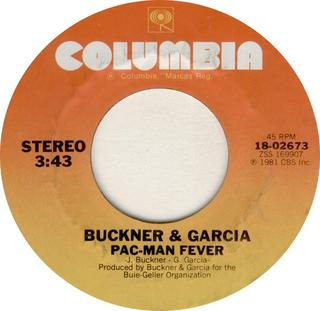 COLUMBIA
® "Columbia", Marcas Reg.
STEREO
3:43
45 RPM
18-02673
ZSS 169907
℗ 1981 CBS Inc.
BUCKNER & GARCIA
PAC-MAN FEVER
-J. Buckner - G. Garcia-
Produced by Buckner & Garcia for the
Buie-Geller Organization